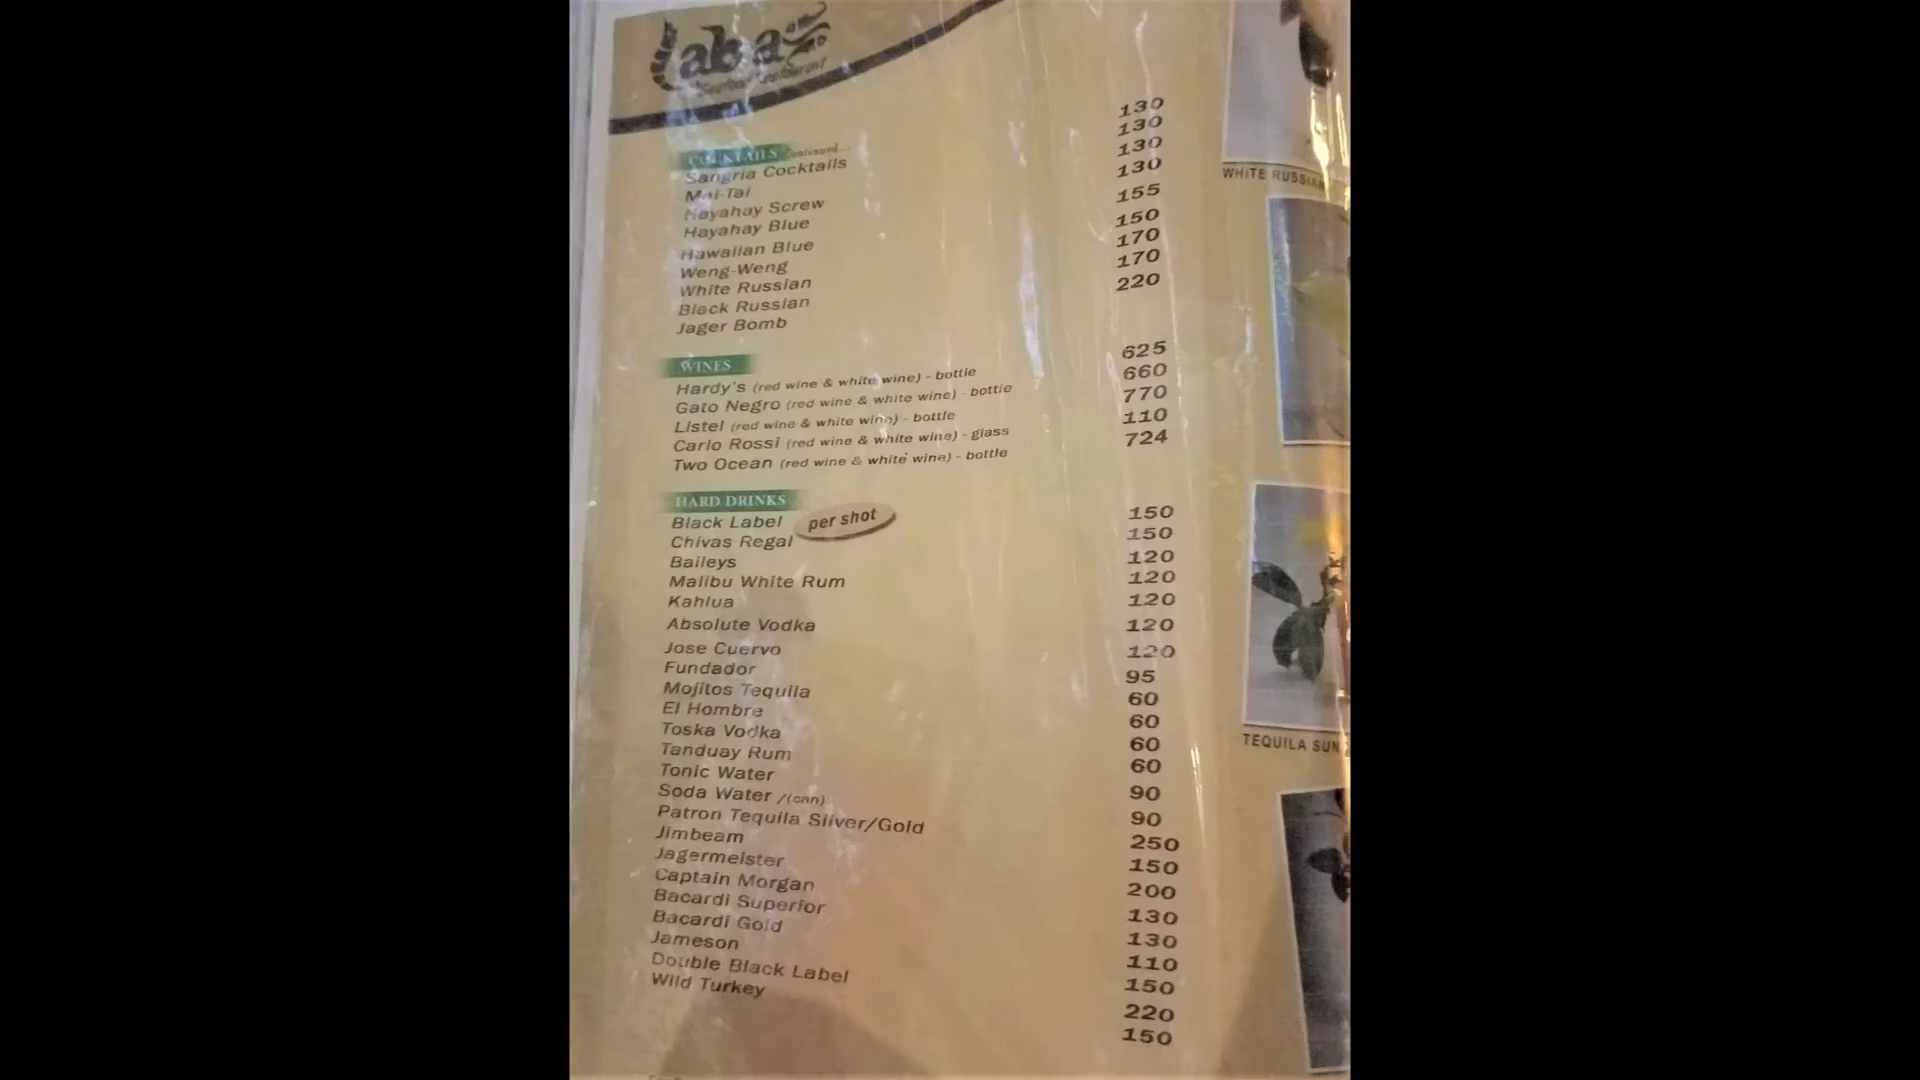 laba
Seafood Restaurant
COCKTAILS Continued...
Sangria Cocktails 130
Mai-Tai 130
Hayahay Screw 130
Hayahay Blue 130
Hawaiian Blue 155
Weng-Weng 150
White Russian 170
Black Russian 170
Jager Bomb 220
WINES
Hardy's (red wine & white wine) - bottle 625
Gato Negro (red wine & white wine) - bottle 660
Listel (red wine & white wine) - bottle 770
Carlo Rossi (red wine & white wine) - glass 110
Two Ocean (red wine & white wine) - bottle 724
HARD DRINKS
per shot
Black Label 150
Chivas Regal 150
Baileys 120
Malibu White Rum 120
Kahlua 120
Absolute Vodka 120
Jose Cuervo 120
Fundador 95
Mojitos Tequila 60
El Hombre 60
Toska Vodka 60
Tanduay Rum 60
Tonic Water 90
Soda Water /(can) 90
Patron Tequila Silver/Gold 250
Jimbeam 150
Jagermeister 200
Captain Morgan 130
Bacardi Superior 130
Bacardi Gold 110
Jameson 150
Double Black Label 220
Wild Turkey 150
WHITE RUSSIAN
TEQUILA SUN